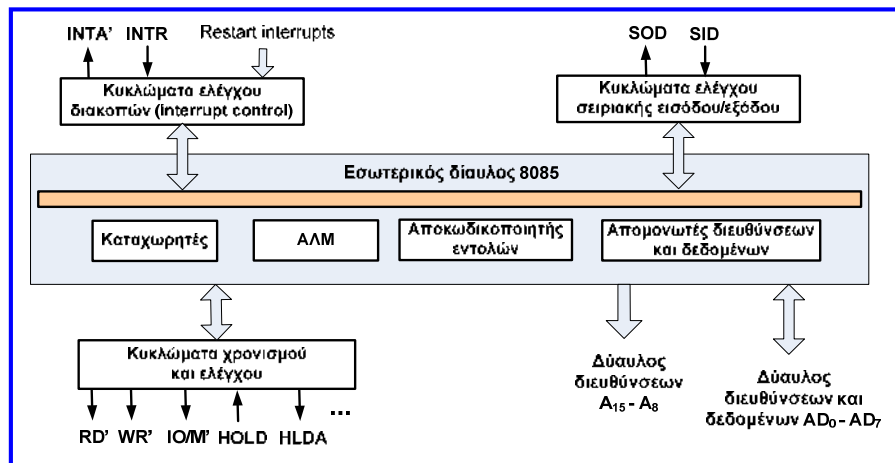 INTA' INTR Restart interrupts
SOD SID
Κυκλώματα ελέγχου
διακοπών (interrupt control)
Κυκλώματα ελέγχου
σειριακής εισόδου/εξόδου
Εσωτερικός δίαυλος 8085
Καταχωρητές
ΑΛΜ
Αποκωδικοποιητής
εντολών
Απομονωτές διευθύνσεων
και δεδομένων
Κυκλώματα χρονισμού
και ελέγχου
RD' WR' IO/M' HOLD HLDA ...
Δύαυλος
διευθύνσεων
A15 - A8
Δύαυλος
διευθύνσεων και
δεδομένων AD0 - AD7